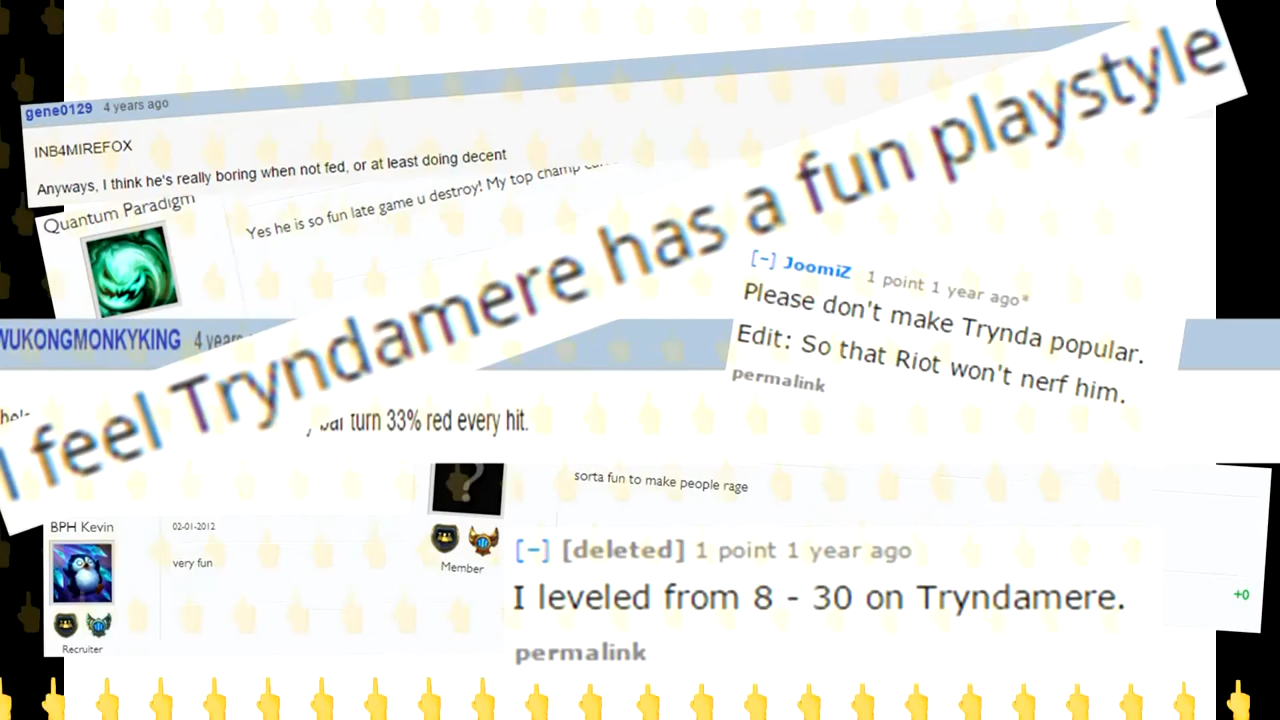 gene0129 4 years ago
INB4MIREFOX
Anyways, I think he's really boring when not fed, or at least doing decent
Quantum Paradigm
Yes he is so fun late game u destroy! My top champ
I feel Tryndamere has a fun playstyle
[-] JoomiZ 1 point 1 year ago*
Please don't make Trynda popular.
Edit: So that Riot won't nerf him.
permalink
WUKONGMONKYKING 4 years
bar turn 33% red every hit.
?
sorta fun to make people rage
Member
BPH Kevin
02-01-2012
very fun
Recruiter
[-] [deleted] 1 point 1 year ago
I leveled from 8 - 30 on Tryndamere.
permalink
+0